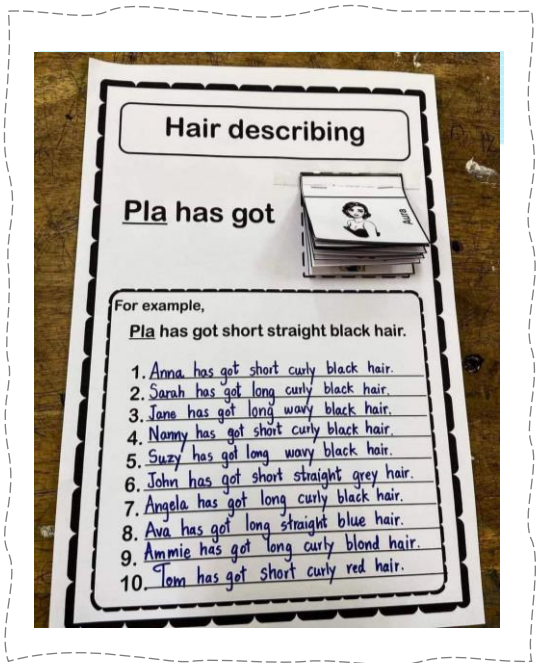 Hair describing
Pla has got
Aura
For example,
Pla has got short straight black hair.
1. Anna has got short curly black hair.
2. Sarah has got long curly black hair.
3. Jane has got long wavy black hair.
4. Nanny has got short curly black hair.
5. Suzy has got long wavy black hair.
6. John has got short straight grey hair.
7. Angela has got long curly black hair.
8. Ava has got long straight blue hair.
9. Ammie has got long curly blond hair.
10. Tom has got short curly red hair.